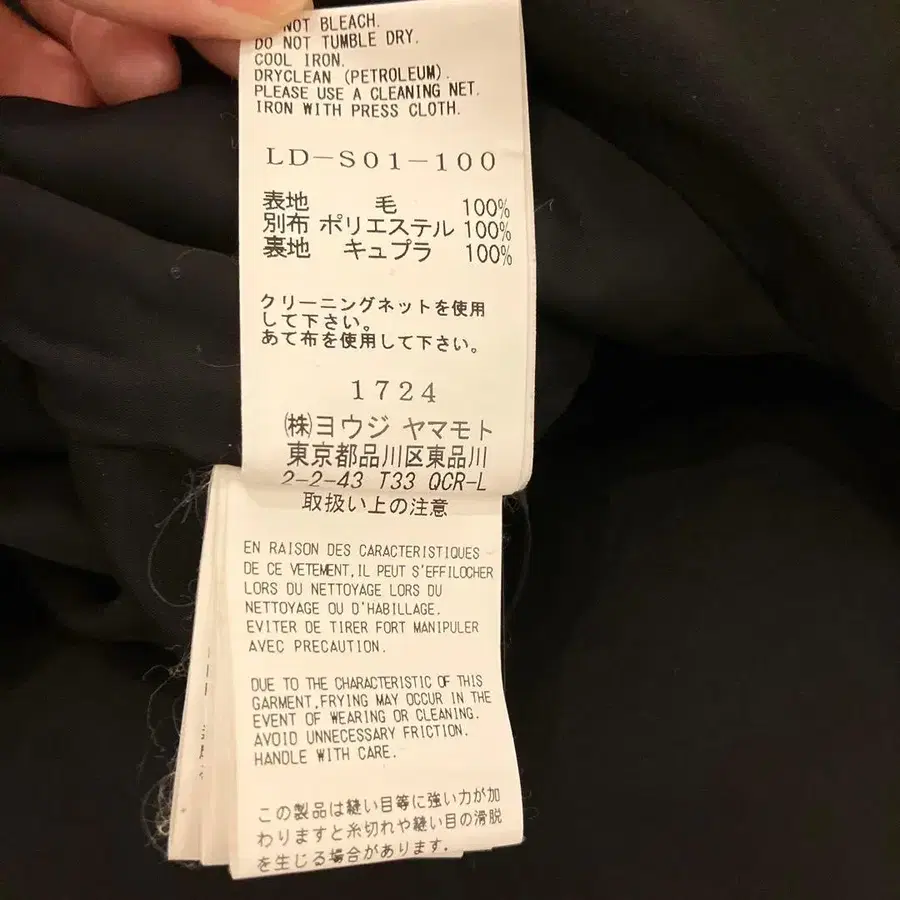 NOT BLEACH.
DO NOT TUMBLE DRY.
COOL IRON.
DRYCLEAN (PETROLEUM).
PLEASE USE A CLEANING NET.
IRON WITH PRESS CLOTH.
LD-S01-100
表地 毛 100%
別布 ポリエステル 100%
裏地 キュプラ 100%
クリーニングネットを使用
して下さい。
あて布を使用して下さい。
1724
㈱ヨウジ ヤマモト
東京都品川区東品川
2-2-43 T33 QCR-L
取扱い上の注意
EN RAISON DES CARACTERISTIQUES
DE CE VETEMENT,IL PEUT S'EFFILOCHER
LORS DU NETTOYAGE LORS DU
NETTOYAGE OU D'HABILLAGE.
EVITER DE TIRER FORT MANIPULER
AVEC PRECAUTION.
DUE TO THE CHARACTERISTIC OF THIS
GARMENT,FRYING MAY OCCUR IN THE
EVENT OF WEARING OR CLEANING.
AVOID UNNECESSARY FRICTION.
HANDLE WITH CARE.
この製品は縫い目等に強い力が加
わりますと糸切れや縫い目の滑脱
を生じる場合があります.